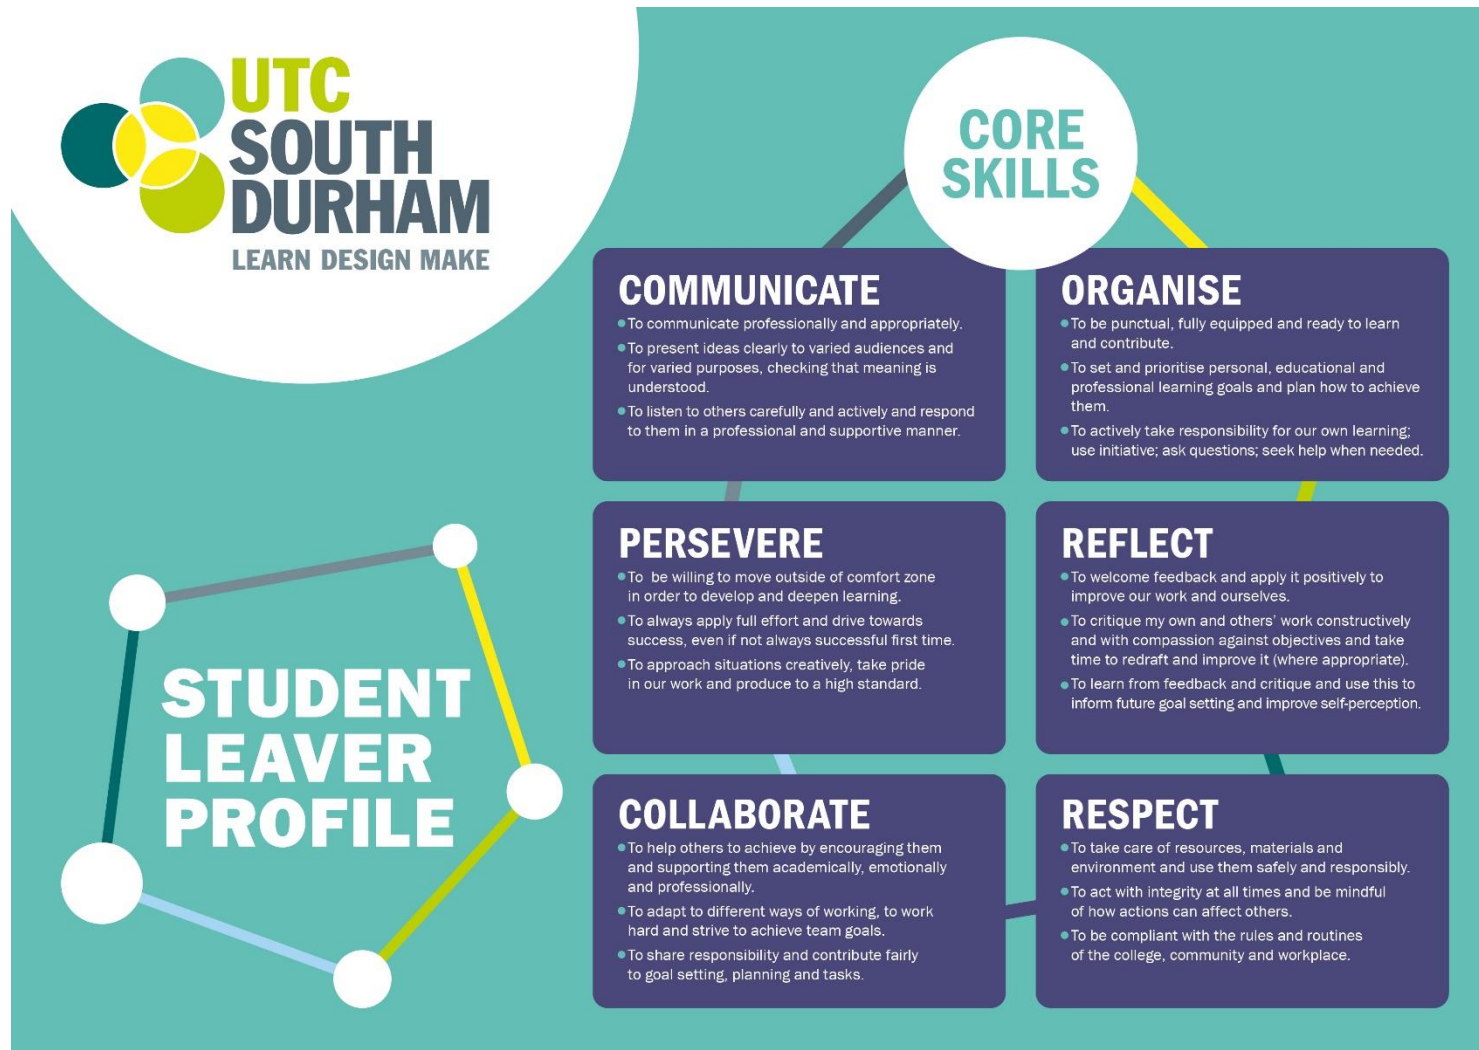 UTC
SOUTH
DURHAM
LEARN DESIGN MAKE
STUDENT
LEAVER
PROFILE
CORE
SKILLS
COMMUNICATE
• To communicate professionally and appropriately.
• To present ideas clearly to varied audiences and
for varied purposes, checking that meaning is
understood.
• To listen to others carefully and actively and respond
to them in a professional and supportive manner.
ORGANISE
• To be punctual, fully equipped and ready to learn
and contribute.
• To set and prioritise personal, educational and
professional learning goals and plan how to achieve
them.
• To actively take responsibility for our own learning;
use initiative; ask questions; seek help when needed.
PERSEVERE
• To be willing to move outside of comfort zone
in order to develop and deepen learning.
• To always apply full effort and drive towards
success, even if not always successful first time.
• To approach situations creatively, take pride
in our work and produce to a high standard.
REFLECT
• To welcome feedback and apply it positively to
improve our work and ourselves.
• To critique my own and others' work constructively
and with compassion against objectives and take
time to redraft and improve it (where appropriate).
• To learn from feedback and critique and use this to
inform future goal setting and improve self-perception.
COLLABORATE
• To help others to achieve by encouraging them
and supporting them academically, emotionally
and professionally.
• To adapt to different ways of working, to work
hard and strive to achieve team goals.
• To share responsibility and contribute fairly
to goal setting, planning and tasks.
RESPECT
• To take care of resources, materials and
environment and use them safely and responsibly.
• To act with integrity at all times and be mindful
of how actions can affect others.
• To be compliant with the rules and routines
of the college, community and workplace.